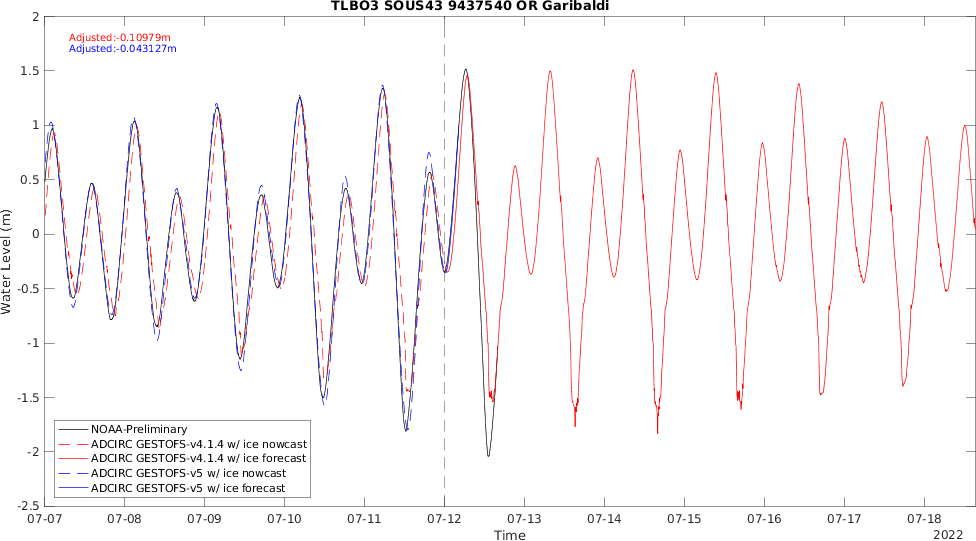 TLBO3 SOUS43 9437540 OR Garibaldi
Adjusted:-0.10979m
Adjusted:-0.043127m
Water Level (m)
2
1.5
1
0.5
0
-0.5
-1
-1.5
-2
-2.5
NOAA-Preliminary
ADCIRC GESTOFS-v4.1.4 w/ ice nowcast
ADCIRC GESTOFS-v4.1.4 w/ ice forecast
ADCIRC GESTOFS-v5 w/ ice nowcast
ADCIRC GESTOFS-v5 w/ ice forecast
07-07 07-08 07-09 07-10 07-11 07-12 07-13 07-14 07-15 07-16 07-17 07-18
2022
Time